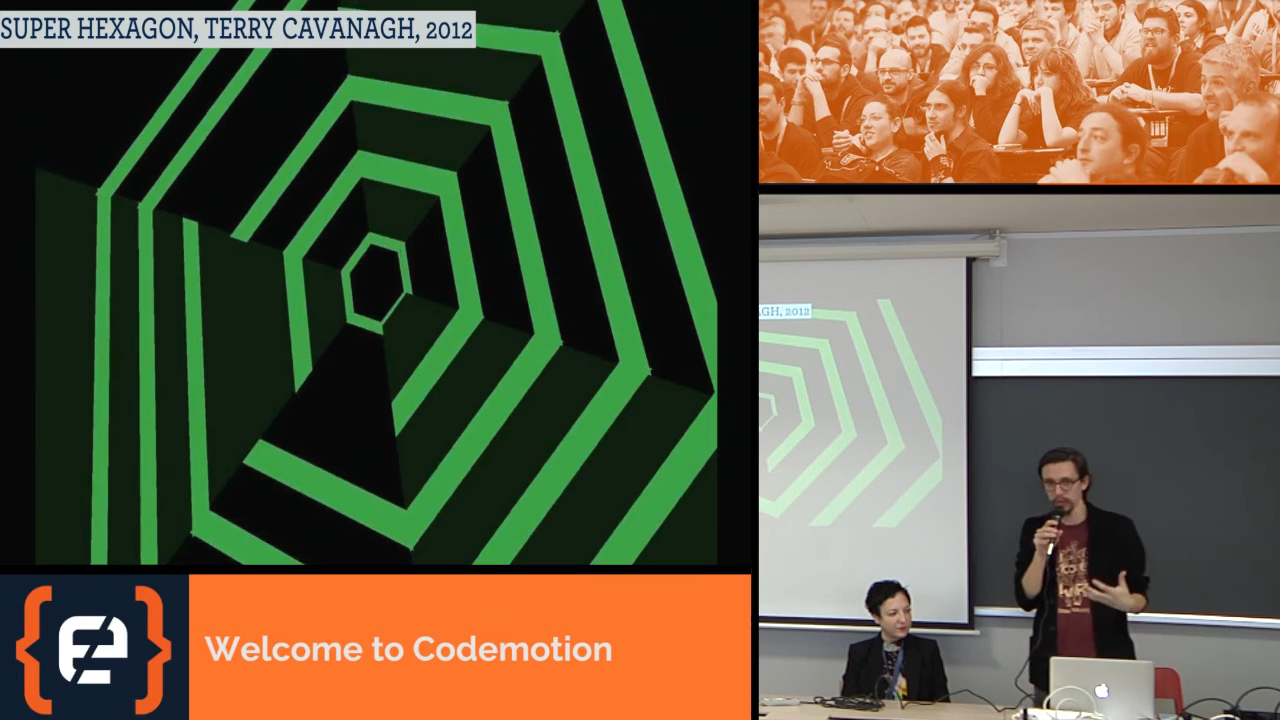 SUPER HEXAGON, TERRY CAVANAGH, 2012
AGH, 2012
Welcome to Codemotion